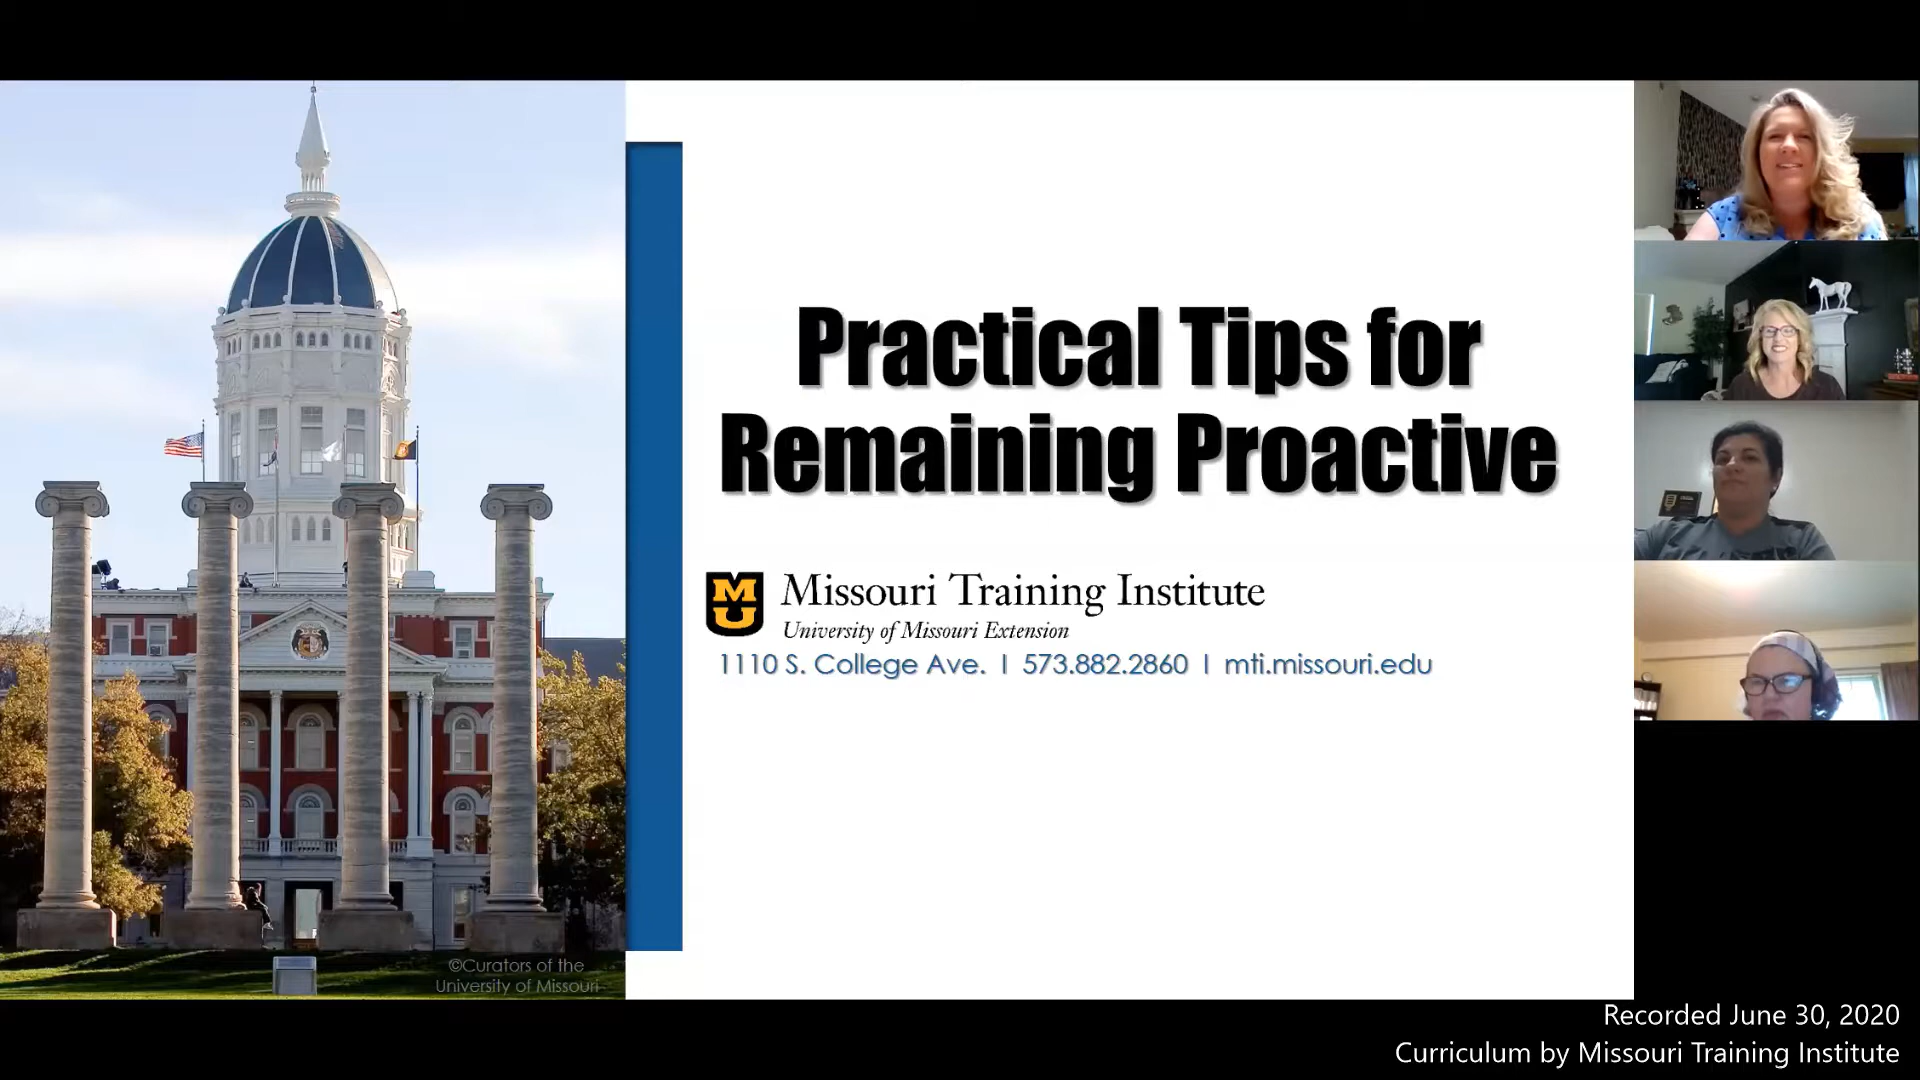 Practical Tips for
Remaining Proactive
MU
Missouri Training Institute
University of Missouri Extension
1110 S. College Ave. | 573.882.2860 | mti.missouri.edu
©Curators of the
University of Missouri
Recorded June 30, 2020
Curriculum by Missouri Training Institute